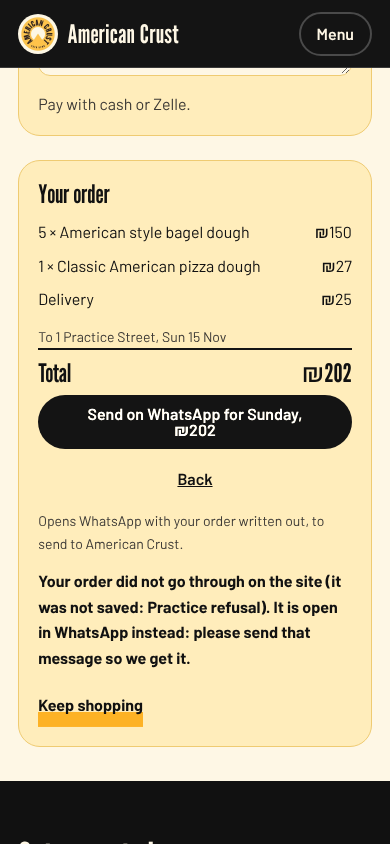 AMERICAN CRUST
American Crust
Menu
Pay with cash or Zelle.
Your order
5 × American style bagel dough ₪150
1 × Classic American pizza dough ₪27
Delivery ₪25
To 1 Practice Street, Sun 15 Nov
Total ₪202
Send on WhatsApp for Sunday,
₪202
Back
Opens WhatsApp with your order written out, to
send to American Crust.
Your order did not go through on the site (it
was not saved: Practice refusal). It is open
in WhatsApp instead: please send that
message so we get it.
Keep shopping